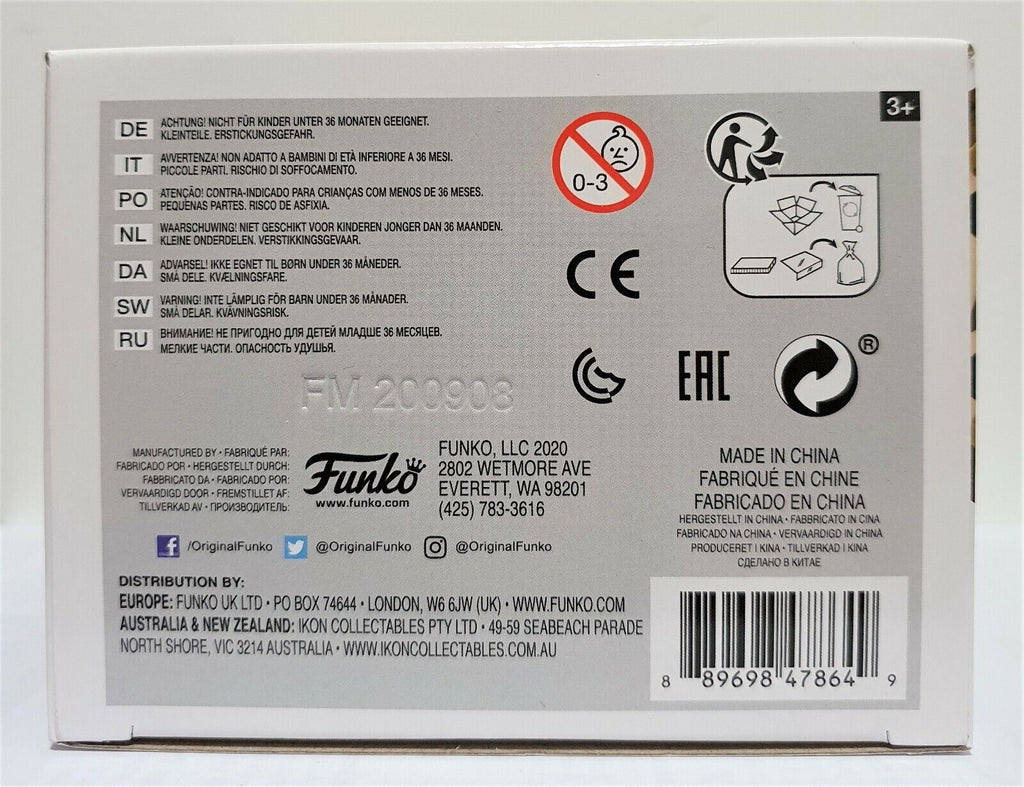 3+
DE
ACHTUNG! NICHT FÜR KINDER UNTER 36 MONATEN GEEIGNET.
KLEINTEILE. ERSTICKUNGSGEFAHR.
IT
AVVERTENZA! NON ADATTO A BAMBINI DI ETÀ INFERIORE A 36 MESI.
PICCOLE PARTI. RISCHIO DI SOFFOCAMENTO.
PO
ATENÇÃO! CONTRA-INDICADO PARA CRIANÇAS COM MENOS DE 36 MESES.
PEQUENAS PARTES. RISCO DE ASFIXIA.
NL
WAARSCHUWING! NIET GESCHIKT VOOR KINDEREN JONGER DAN 36 MAANDEN.
KLEINE ONDERDELEN. VERSTIKKINGSGEVAAR.
DA
ADVARSEL! IKKE EGNET TIL BØRN UNDER 36 MÅNEDER.
SMÅ DELE. KVÆLNINGSFARE.
SW
VARNING! INTE LÄMPLIG FÖR BARN UNDER 36 MÅNADER.
SMÅ DELAR. KVÄVNINGSRISK.
RU
ВНИМАНИЕ! НЕ ПРИГОДНО ДЛЯ ДЕТЕЙ МЛАДШЕ 36 МЕСЯЦЕВ.
МЕЛКИЕ ЧАСТИ. ОПАСНОСТЬ УДУШЬЯ.
0-3
CE
EAC
®
FM 200908
MANUFACTURED BY • FABRIQUÉ PAR:
FABRICADO POR • HERGESTELLT DURCH:
FABBRICATO DA • FABRICADO POR:
VERVAARDIGD DOOR • FREMSTILLET AF:
TILLVERKAD AV • ПРОИЗВОДИТЕЛЬ:
Funko
www.funko.com
FUNKO, LLC 2020
2802 WETMORE AVE
EVERETT, WA 98201
(425) 783-3616
MADE IN CHINA
FABRIQUÉ EN CHINE
FABRICADO EN CHINA
HERGESTELLT IN CHINA • FABBRICATO IN CINA
FABRICADO NA CHINA • VERVAARDIGD IN CHINA
PRODUCERET I KINA • TILLVERKAD I KINA
СДЕЛАНО В КИТАЕ
/OriginalFunko @OriginalFunko @OriginalFunko
DISTRIBUTION BY:
EUROPE: FUNKO UK LTD • PO BOX 74644 • LONDON, W6 6JW (UK) • WWW.FUNKO.COM
AUSTRALIA & NEW ZEALAND: IKON COLLECTABLES PTY LTD • 49-59 SEABEACH PARADE
NORTH SHORE, VIC 3214 AUSTRALIA • WWW.IKONCOLLECTABLES.COM.AU
8 89698 47864 9